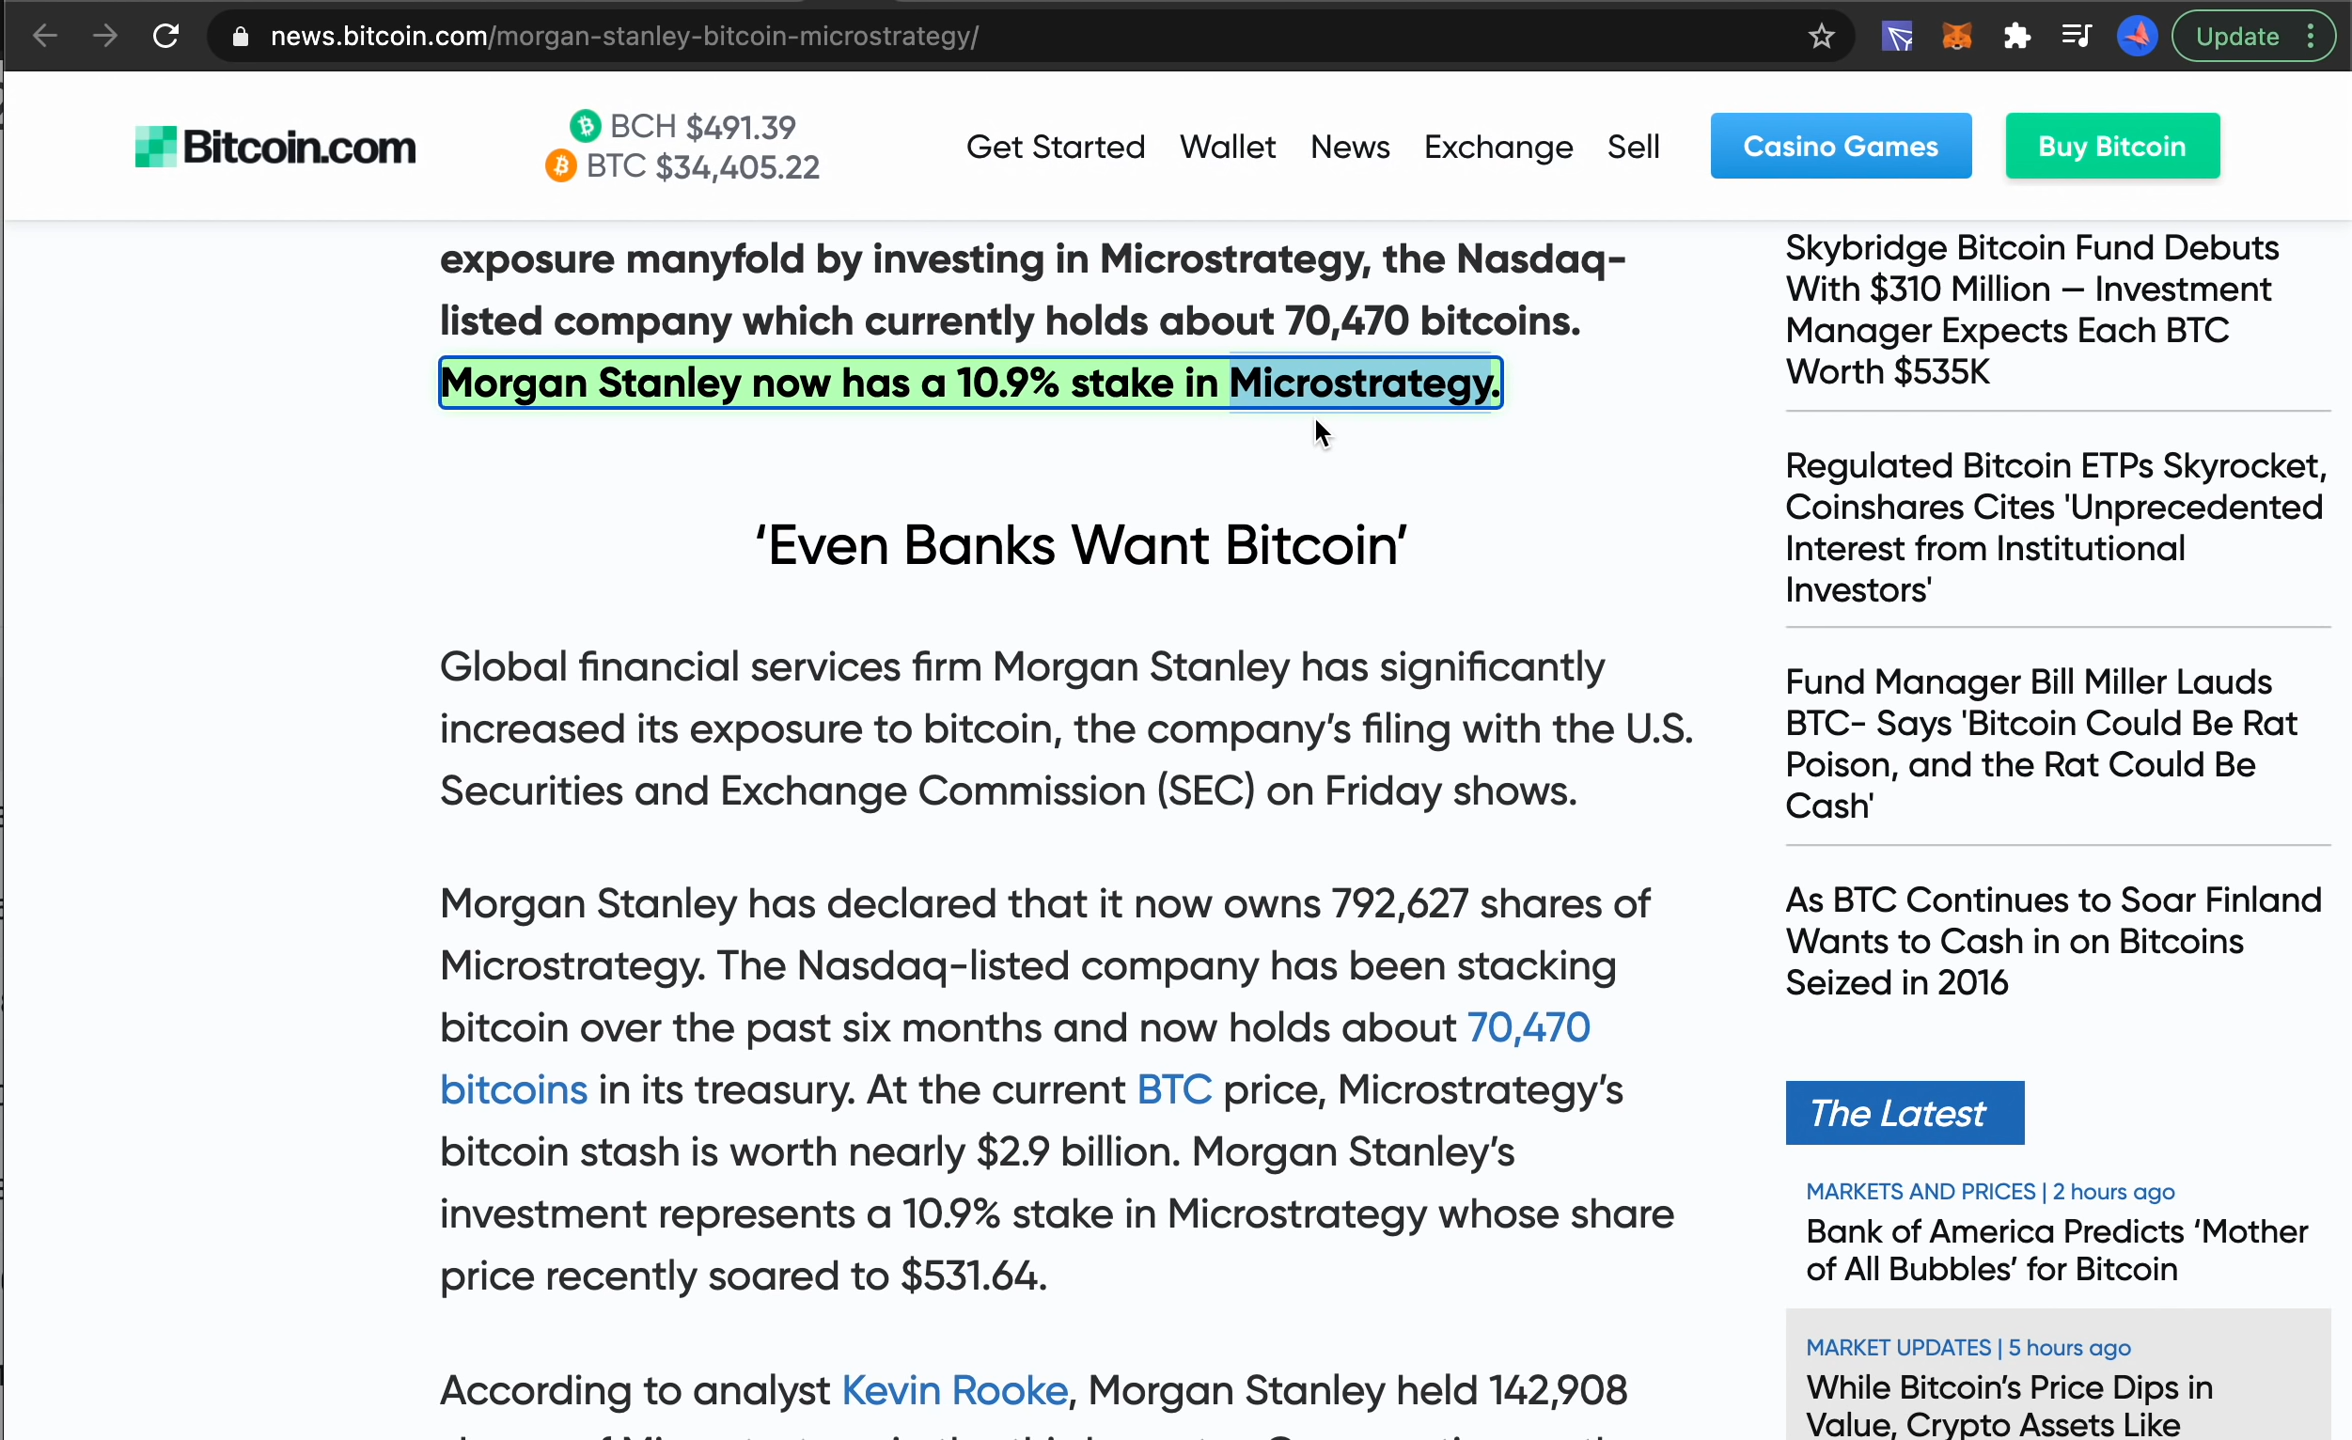 news.bitcoin.com/morgan-stanley-bitcoin-microstrategy/
Update
Bitcoin.com
BCH $491.39
BTC $34,405.22
Get Started
Wallet
News
Exchange
Sell
Casino Games
Buy Bitcoin
exposure manyfold by investing in Microstrategy, the Nasdaq-
listed company which currently holds about 70,470 bitcoins.
Morgan Stanley now has a 10.9% stake in Microstrategy.
‘Even Banks Want Bitcoin’
Global financial services firm Morgan Stanley has significantly
increased its exposure to bitcoin, the company’s filing with the U.S.
Securities and Exchange Commission (SEC) on Friday shows.
Morgan Stanley has declared that it now owns 792,627 shares of
Microstrategy. The Nasdaq-listed company has been stacking
bitcoin over the past six months and now holds about 70,470
bitcoins in its treasury. At the current BTC price, Microstrategy’s
bitcoin stash is worth nearly $2.9 billion. Morgan Stanley’s
investment represents a 10.9% stake in Microstrategy whose share
price recently soared to $531.64.
According to analyst Kevin Rooke, Morgan Stanley held 142,908
Skybridge Bitcoin Fund Debuts
With $310 Million – Investment
Manager Expects Each BTC
Worth $535K
Regulated Bitcoin ETPs Skyrocket,
Coinshares Cites 'Unprecedented
Interest from Institutional
Investors'
Fund Manager Bill Miller Lauds
BTC- Says 'Bitcoin Could Be Rat
Poison, and the Rat Could Be
Cash'
As BTC Continues to Soar Finland
Wants to Cash in on Bitcoins
Seized in 2016
The Latest
MARKETS AND PRICES | 2 hours ago
Bank of America Predicts ‘Mother
of All Bubbles’ for Bitcoin
MARKET UPDATES | 5 hours ago
While Bitcoin’s Price Dips in
Value, Crypto Assets Like